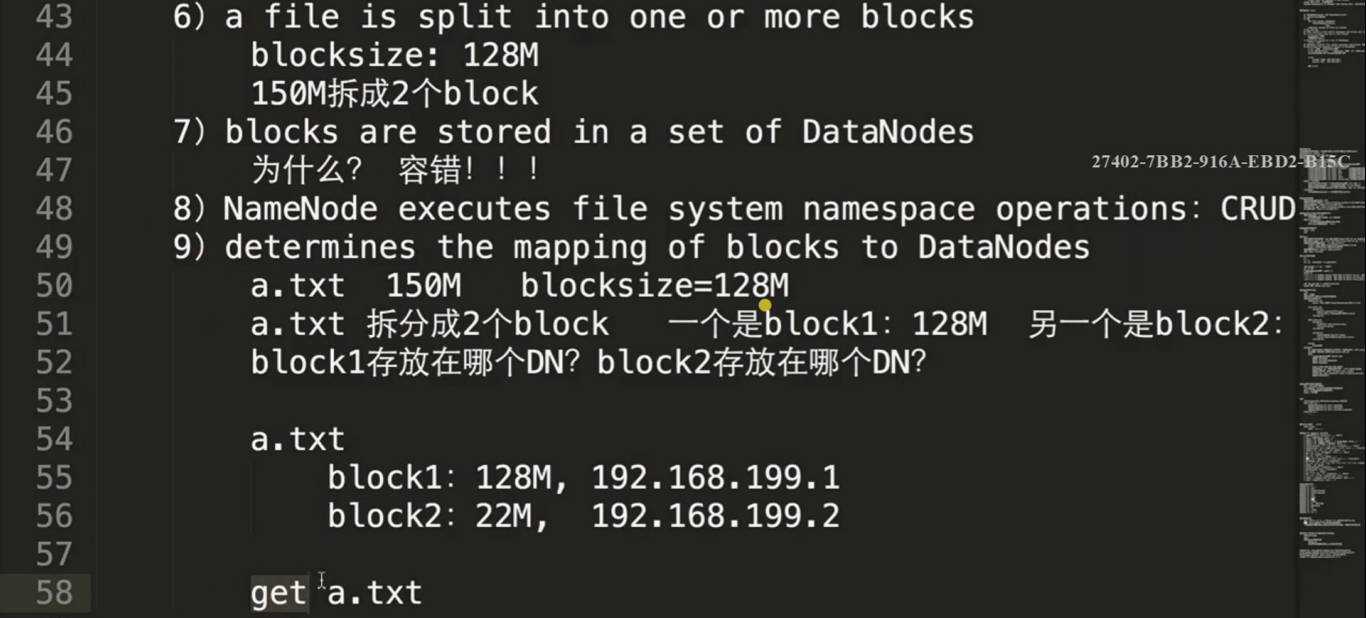 43 6) a file is split into one or more blocks
44 blocksize: 128M
45 150M拆成2个block
46 7) blocks are stored in a set of DataNodes
47 为什么? 容错!!!
27402-7BB2-916A-EBD2-B15C
48 8) NameNode executes file system namespace operations: CRUD
49 9) determines the mapping of blocks to DataNodes
50 a.txt 150M blocksize=128M
51 a.txt 拆分成2个block 一个是block1: 128M 另一个是block2:
52 block1存放在哪个DN? block2存放在哪个DN?
53
54 a.txt
55 block1: 128M, 192.168.199.1
56 block2: 22M, 192.168.199.2
57
58 get a.txt